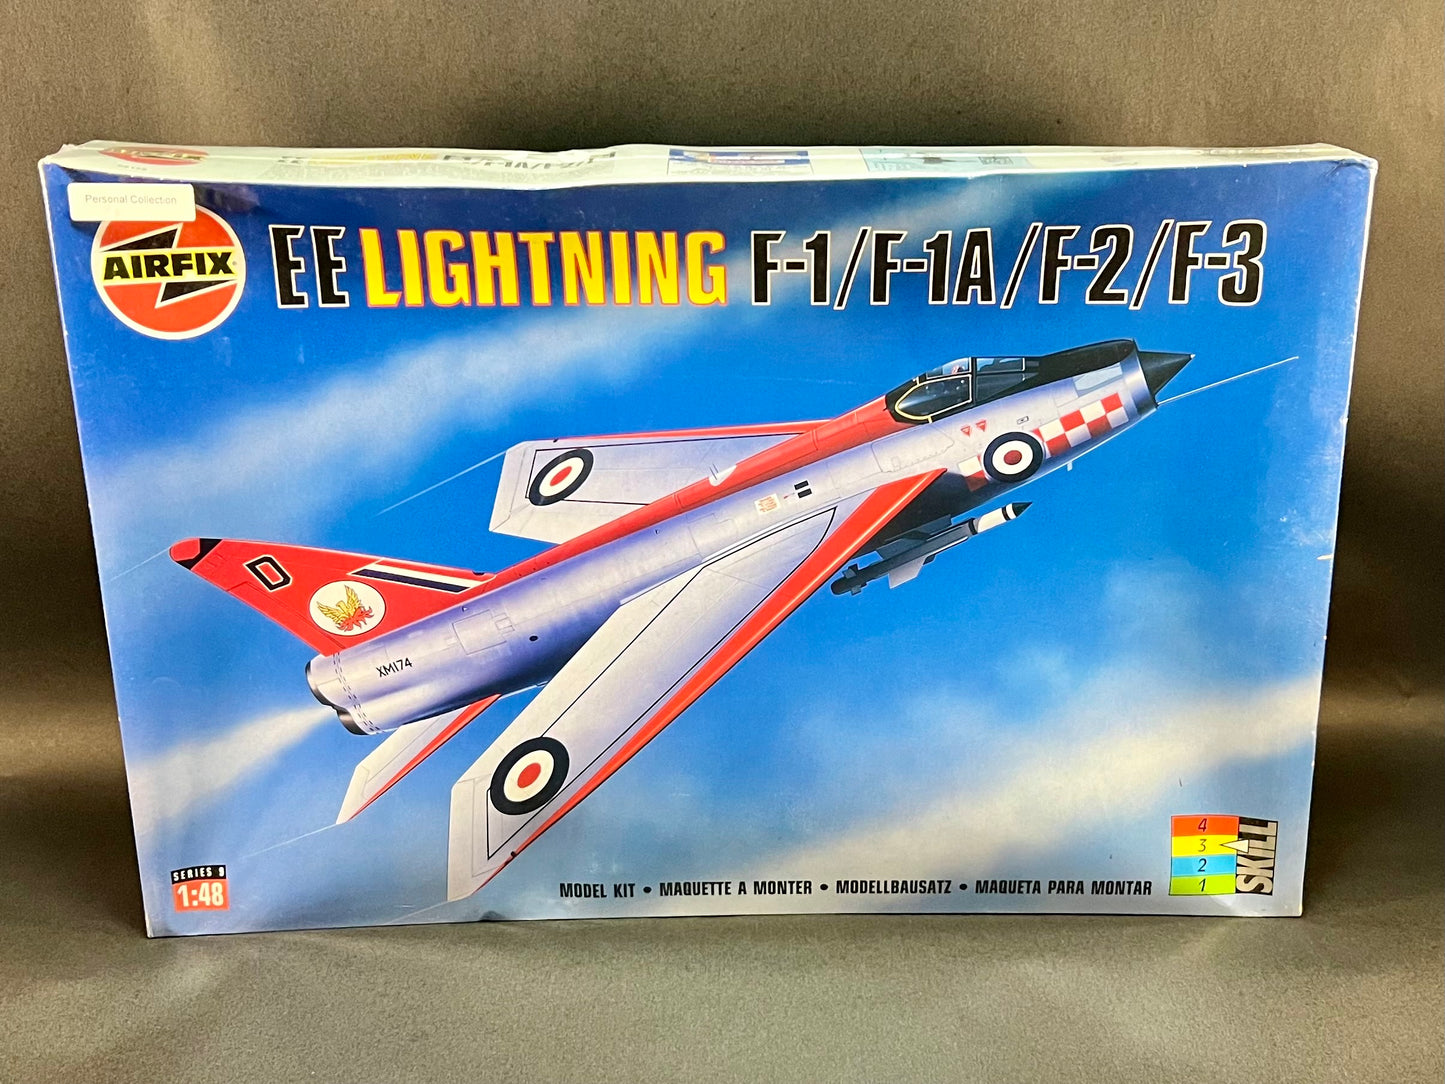 Personal Collection
AIRFIX
EE LIGHTNING F-1/F-1A/F-2/F-3
D
XM174
SERIES 9
1:48
MODEL KIT • MAQUETTE A MONTER • MODELLBAUSATZ • MAQUETA PARA MONTAR
4
3
2
1
SKILL